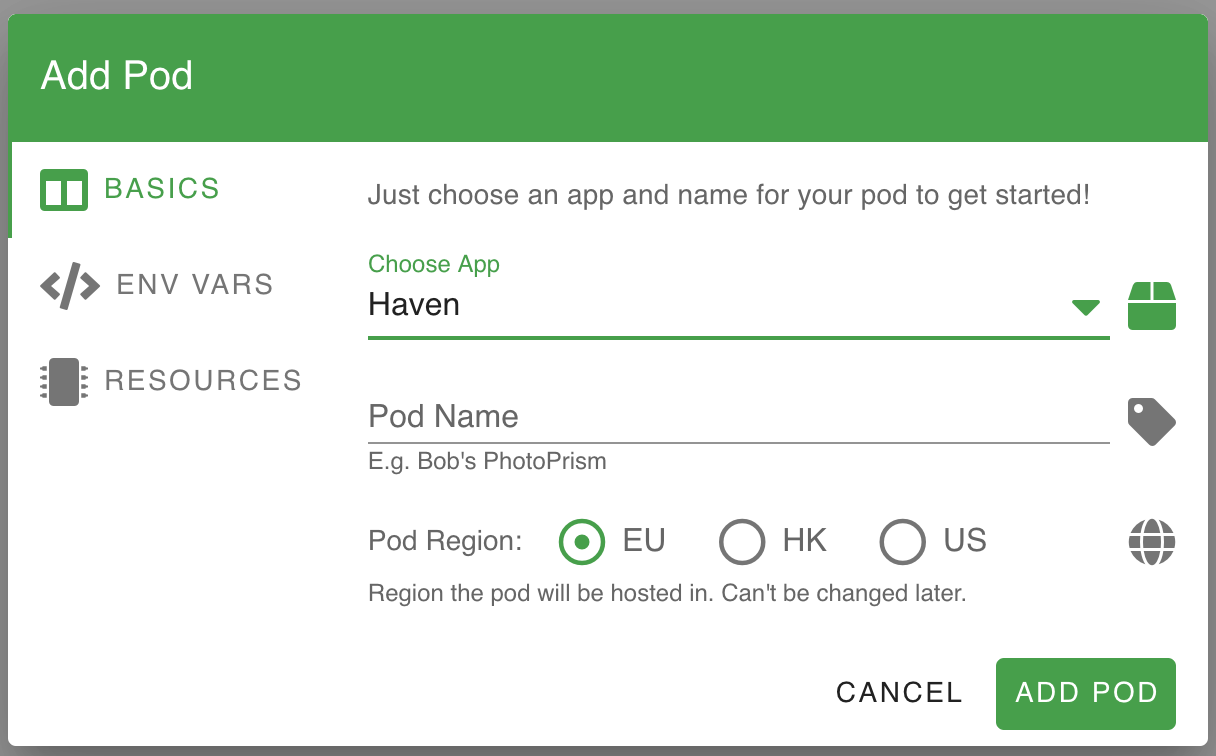 Add Pod
BASICS
ENV VARS
RESOURCES
Just choose an app and name for your pod to get started!
Choose App
Haven
Pod Name
E.g. Bob's PhotoPrism
Pod Region: EU HK US
Region the pod will be hosted in. Can't be changed later.
CANCEL ADD POD